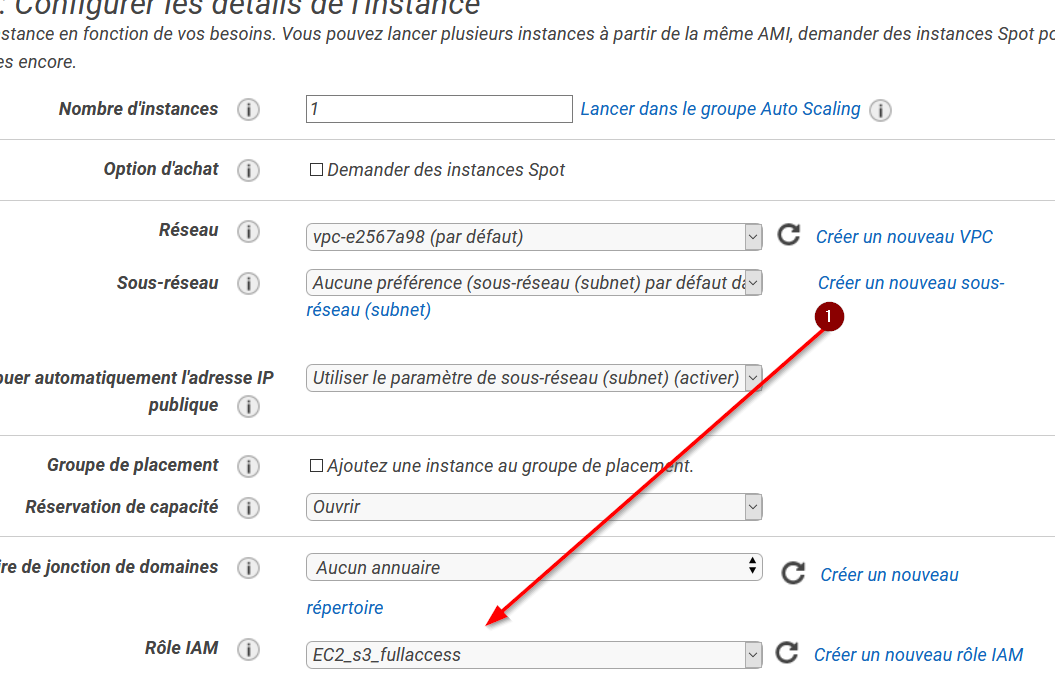 : Configurer les détails de l'instance
nstance en fonction de vos besoins. Vous pouvez lancer plusieurs instances à partir de la même AMI, demander des instances Spot po
es encore.
Nombre d'instances i 1 Lancer dans le groupe Auto Scaling i
Option d'achat i Demander des instances Spot
Réseau i vpc-e2567a98 (par défaut) Créer un nouveau VPC
Sous-réseau i Aucune préférence (sous-réseau (subnet) par défaut da Créer un nouveau sous-
réseau (subnet)
1
buer automatiquement l'adresse IP Utiliser le paramètre de sous-réseau (subnet) (activer)
publique i
Groupe de placement i Ajoutez une instance au groupe de placement.
Réservation de capacité i Ouvrir
ire de jonction de domaines i Aucun annuaire Créer un nouveau
répertoire
Rôle IAM i EC2_s3_fullaccess Créer un nouveau rôle IAM